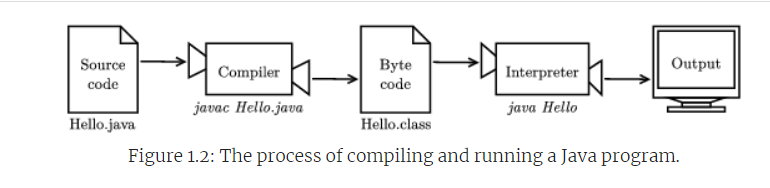 Source
code
Compiler
Byte
code
Interpreter
Output
javac Hello.java
java Hello
Hello.java
Hello.class
Figure 1.2: The process of compiling and running a Java program.